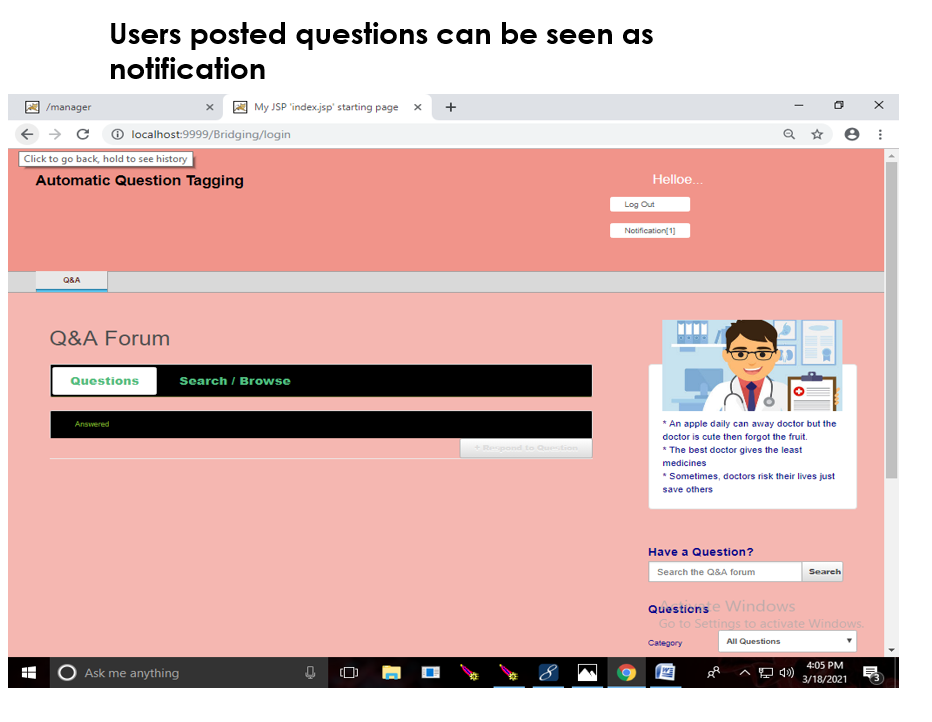 Users posted questions can be seen as
notification
/manager
My JSP 'index.jsp' starting page
localhost:9999/Bridging/login
Click to go back, hold to see history
Automatic Question Tagging
Helloe...
Log Out
Notification[1]
Q&A
Q&A Forum
Questions
Search / Browse
Answered
* An apple daily can away doctor but the
doctor is cute then forgot the fruit.
* The best doctor gives the least
medicines
* Sometimes, doctors risk their lives just
save others
Have a Question?
Search the Q&A forum
Search
Questions
Activate Windows
Go to Settings to activate Windows.
Category
All Questions
Ask me anything
4:05 PM
3/18/2021
3